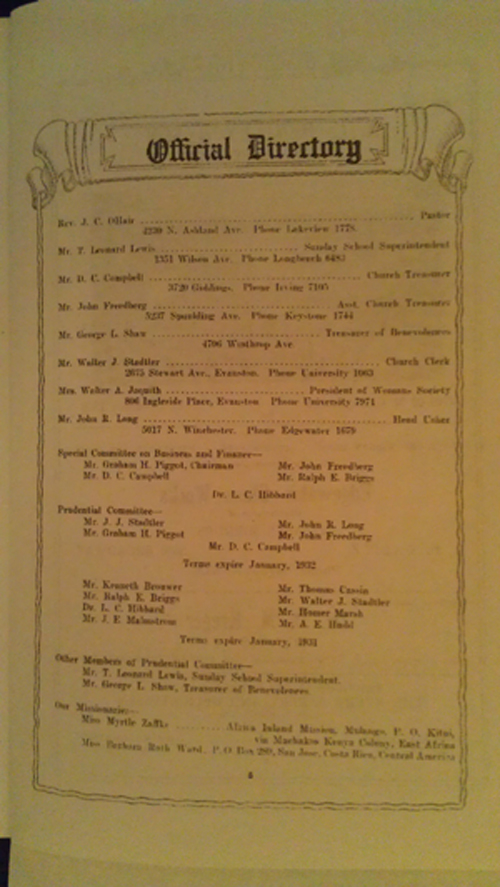 Official Directory
Rev. J. C. O'Hair ........ Pastor
4230 N. Ashland Ave. Phone Lakeview 1778.
Mr. T. Leonard Lewis ........ Sunday School Superintendent
1351 Wilson Ave. Phone Longbeach 6483
Mr. D. C. Campbell ........ Church Treasurer
3720 Giddings. Phone Irving 7105
Mr. John Freedberg ........ Asst. Church Treasurer
5237 Spaulding Ave. Phone Keystone 1744
Mr. George L. Shaw ........ Treasurer of Benevolences
4706 Winthrop Ave.
Mr. Walter J. Stadtler ........ Church Clerk
2675 Stewart Ave., Evanston. Phone University 1003
Mrs. Walter A. Jaquith ........ President of Womans Society
806 Ingleside Place, Evanston Phone University 7971
Mr. John R. Long ........ Head Usher
5617 N. Winchester. Phone Edgewater 1679
Special Committee on Business and Finance—
Mr. Graham H. Piggot, Chairman Mr. John Freedberg
Mr. D. C. Campbell Mr. Ralph E. Briggs
Dr. L. C. Hibbard
Prudential Committee—
Mr. J. J. Stadtler Mr. John R. Long
Mr. Graham H. Piggot Mr. John Freedberg
Mr. D. C. Campbell
Terms expire January, 1932
Mr. Kenneth Brouwer Mr. Thomas Cassin
Mr. Ralph E. Briggs Mr. Walter J. Stadtler
Dr. L. C. Hibbard Mr. Homer Marsh
Mr. J. E. Malmstrom Mr. A. E.
Terms expire January, 1931
Other Members of Prudential Committee—
Mr. T. Leonard Lewis, Sunday School Superintendent.
Mr. George L. Shaw, Treasurer of Benevolences
Our Missionaries—
Miss Myrtle ........ Africa Inland Mission, Mulango, P. O. Kitui,
via Machakos Kenya Colony, East Africa
Miss Barbara Ruth Ward. P. O Box 289, San Jose, Costa Rica, Central America